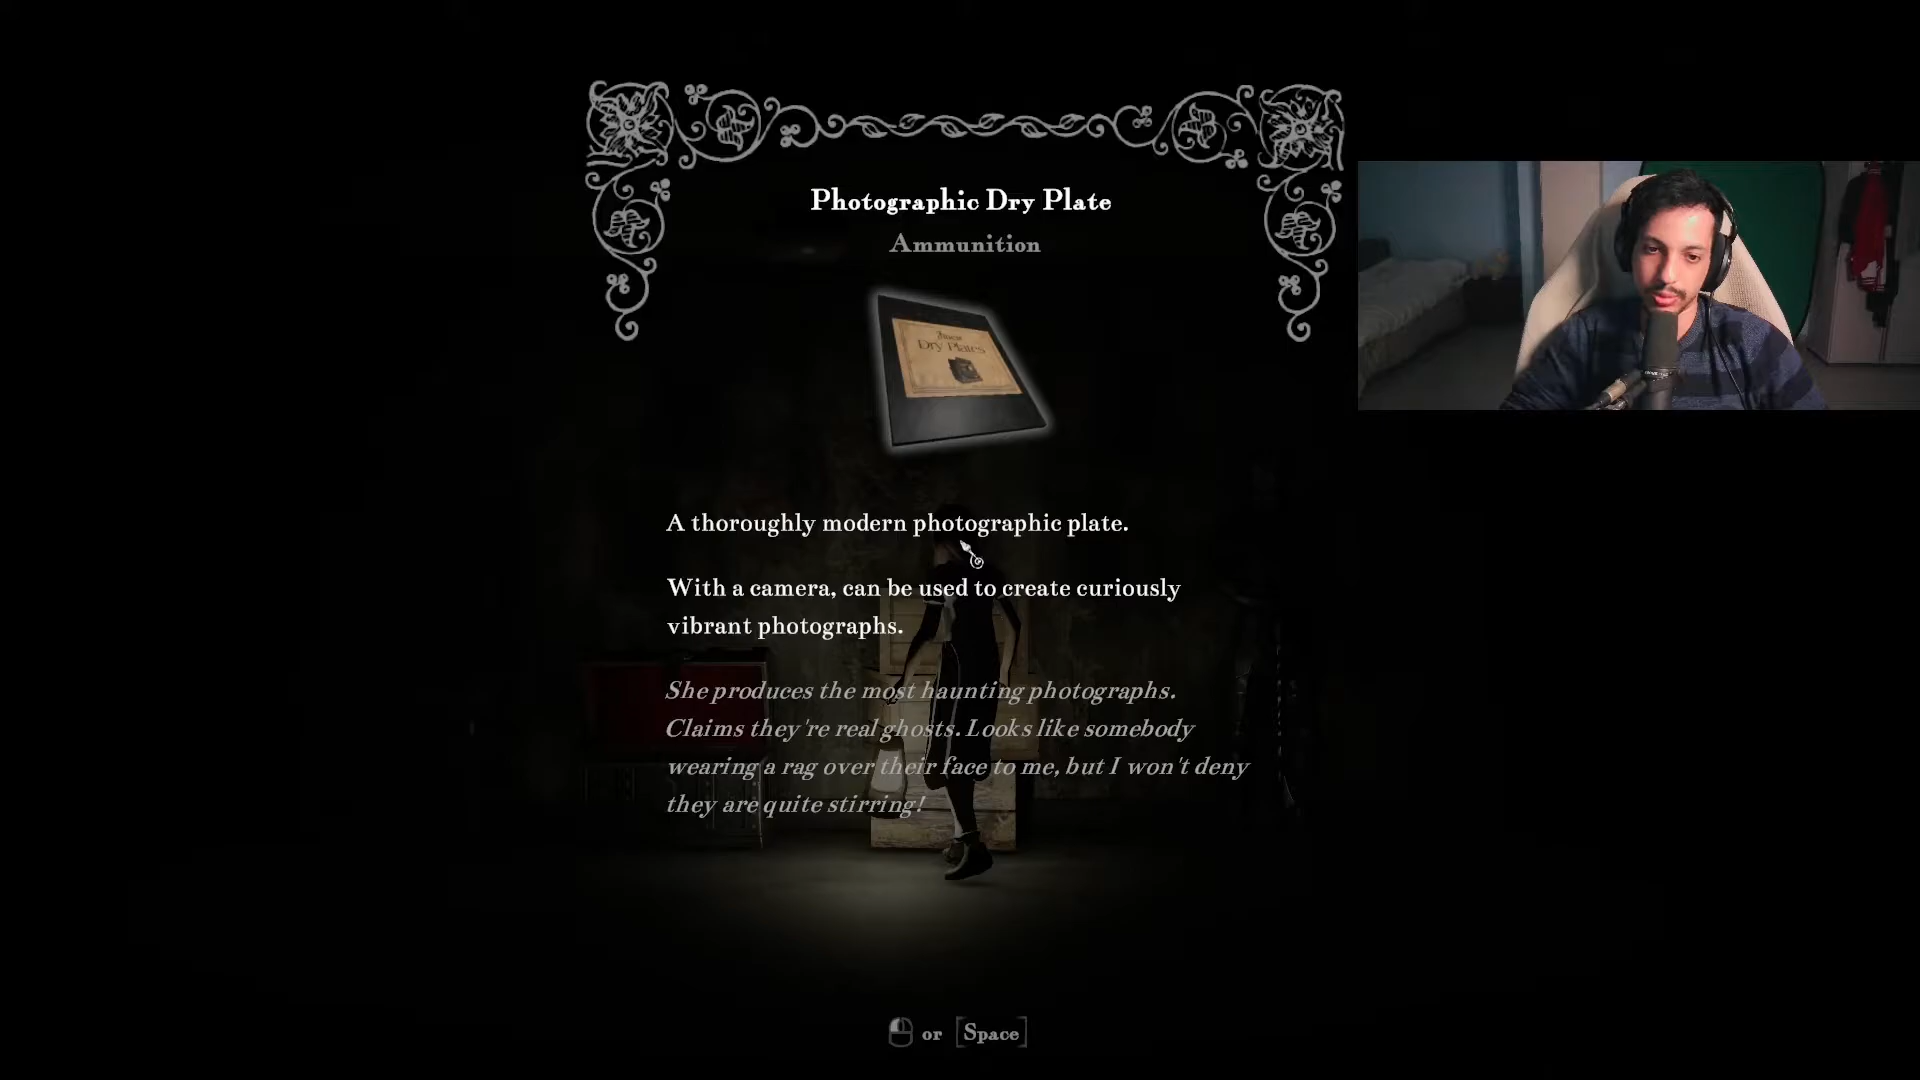 Photographic Dry Plate
Ammunition
Dry Plates
A thoroughly modern photographic plate.
With a camera, can be used to create curiously
vibrant photographs.
She produces the most haunting photographs.
Claims they're real ghosts. Looks like somebody
wearing a rag over their face to me, but I won't deny
they are quite stirring!
or [Space]